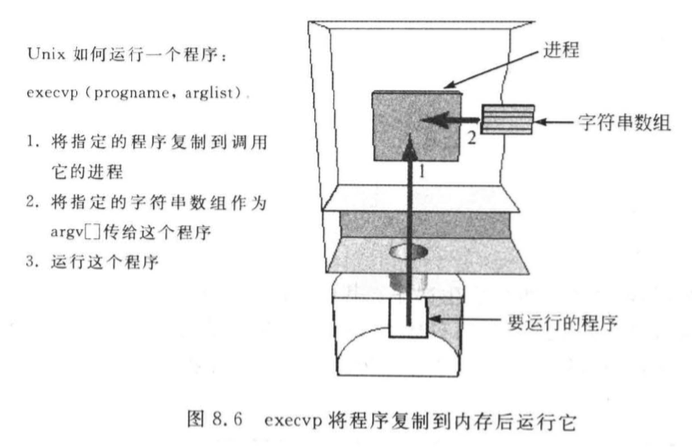 Unix 如何运行一个程序：
execvp（progname，arglist）.
1. 将指定的程序复制到调用
它的进程
2. 将指定的字符串数组作为
argv[]传给这个程序
3. 运行这个程序
进程
字符串数组
2
1
要运行的程序
图 8.6 execvp 将程序复制到内存后运行它